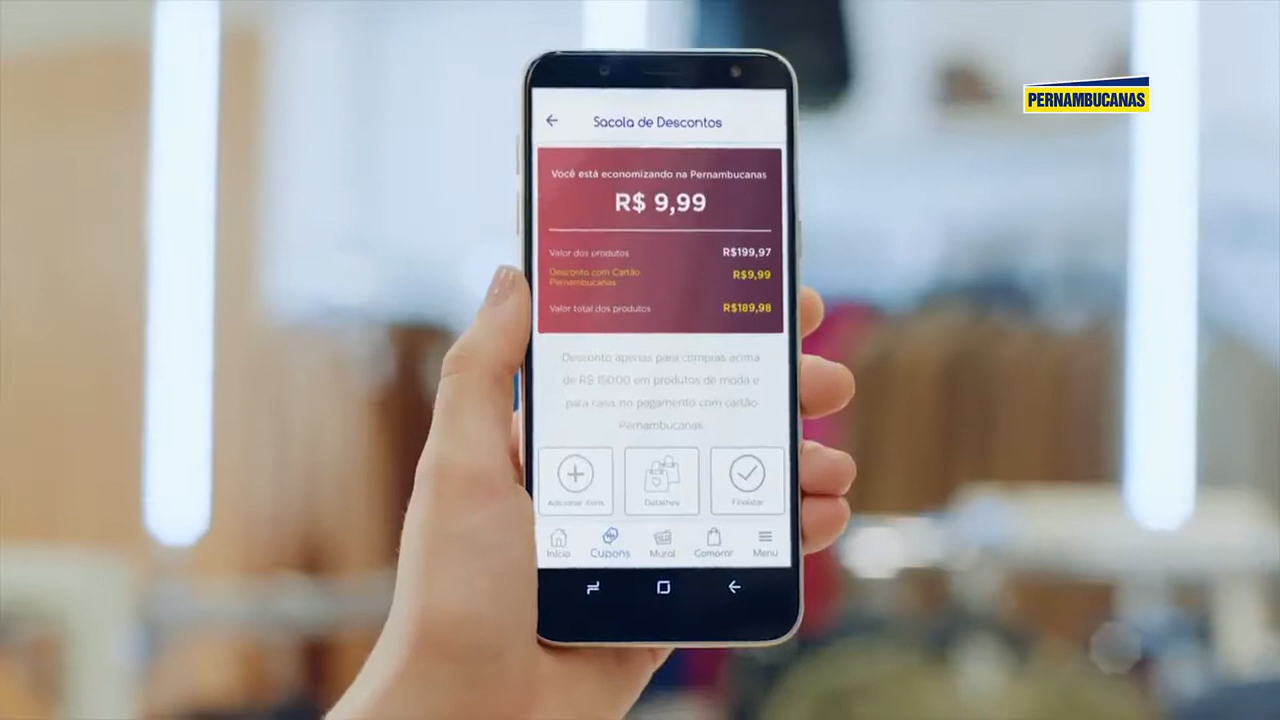 PERNAMBUCANAS
Sacola de Descontos
Você está economizando na Pernambucanas
R$ 9,99
Valor dos produtos R$199,97
Desconto com Cartão R$9,99
Pernambucanas
Valor total dos produtos R$189,98
Desconto apenas para compras acima
de R$ 150,00 em produtos de moda e
para casa, no pagamento com cartão
Pernambucanas.
Adicionar itens Detalhes Finalizar
Início Cupons Mural Comprar Menu